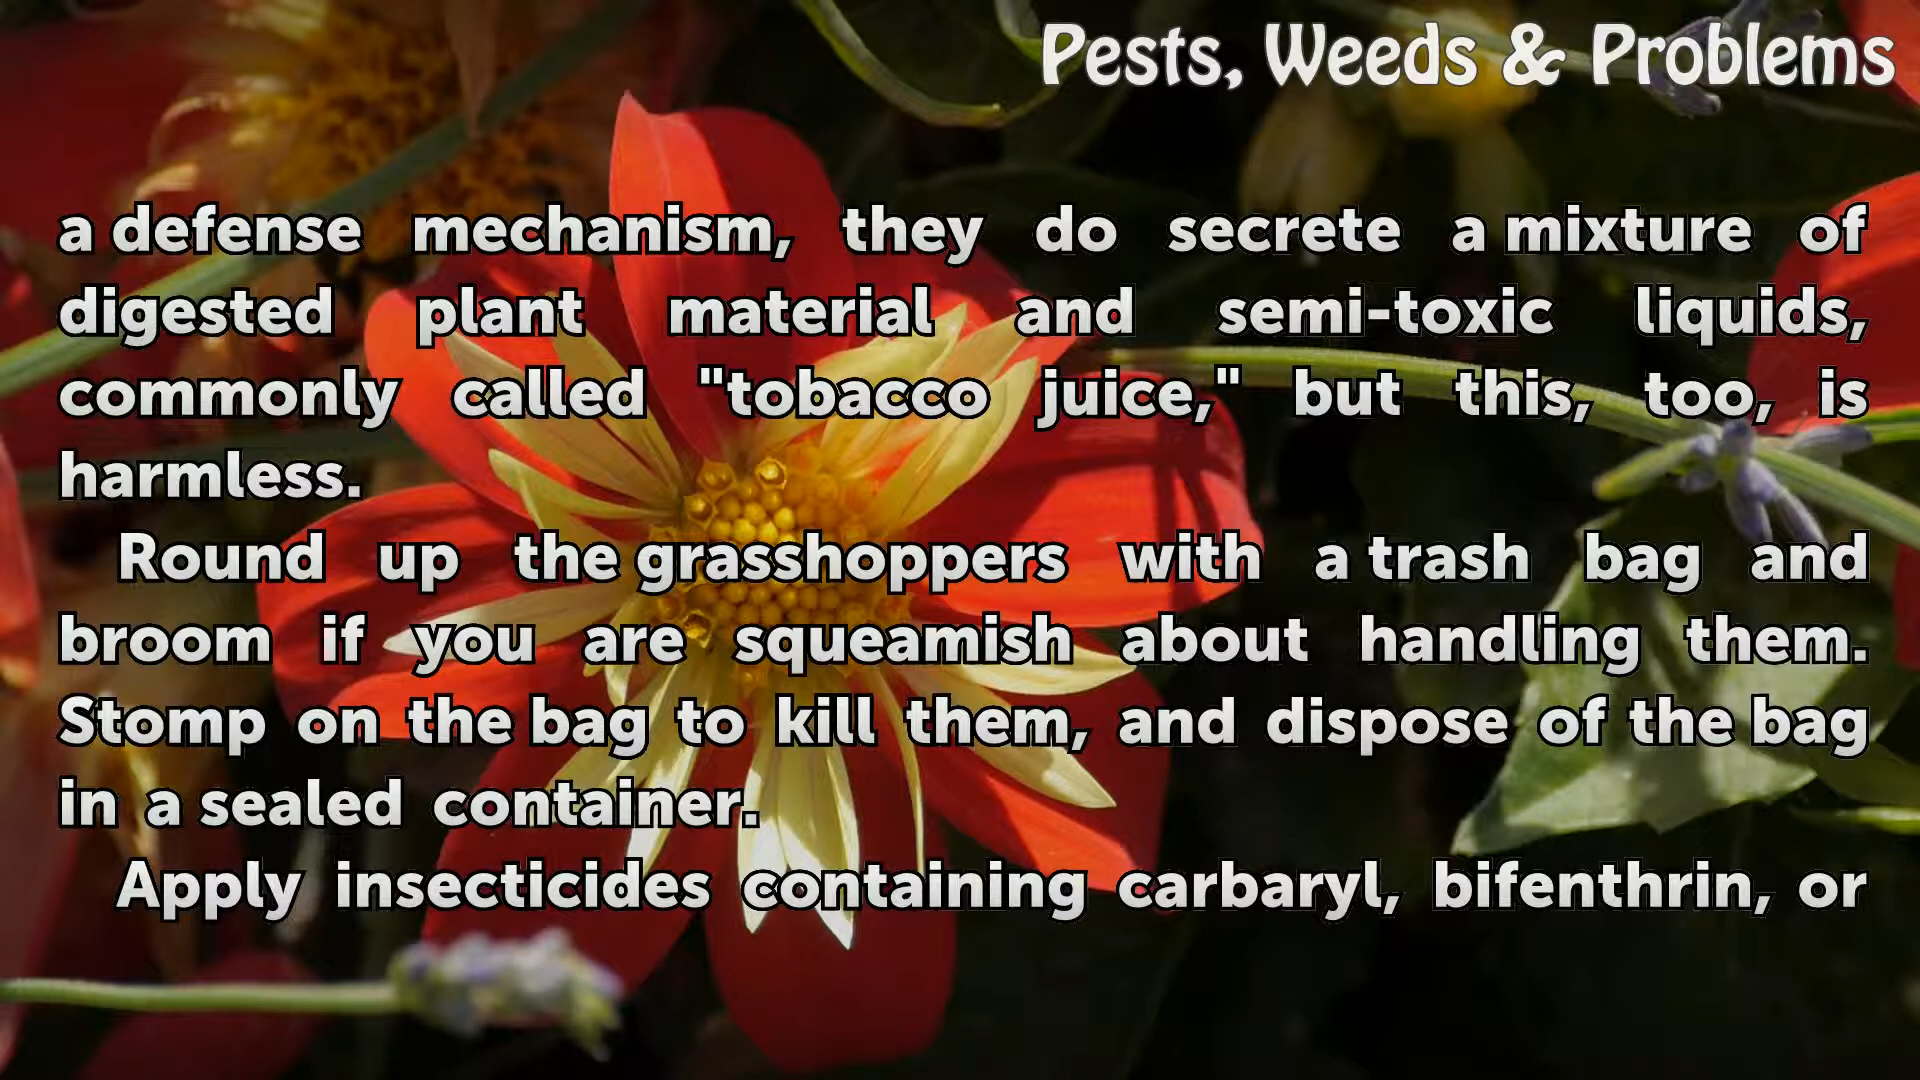 Pests, Weeds & Problems
a defense mechanism, they do secrete a mixture of
digested plant material and semi-toxic liquids,
commonly called "tobacco juice," but this, too, is
harmless.
Round up the grasshoppers with a trash bag and
broom if you are squeamish about handling them.
Stomp on the bag to kill them, and dispose of the bag
in a sealed container.
Apply insecticides containing carbaryl, bifenthrin, or